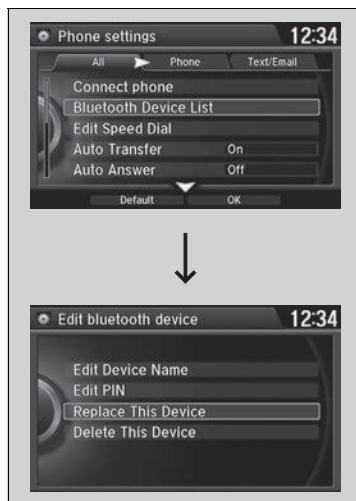 Phone settings 12:34
All Phone Text/Email
Connect phone
Bluetooth Device List
Edit Speed Dial
Auto Transfer On
Auto Answer Off
Default OK
Edit bluetooth device 12:34
Edit Device Name
Edit PIN
Replace This Device
Delete This Device